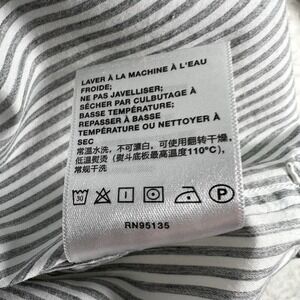 LAVER À LA MACHINE À L'EAU
FROIDE;
NE PAS JAVELLISER;
SÉCHER PAR CULBUTAGE À
BASSE TEMPÉRATURE;
REPASSER À BASSE
TEMPÉRATURE OU NETTOYER À
SEC
常温水洗，不可漂白，可使用翻转干燥，
低温熨烫（熨斗底板最高温度110°C），
常规干洗
30
P
RN95135